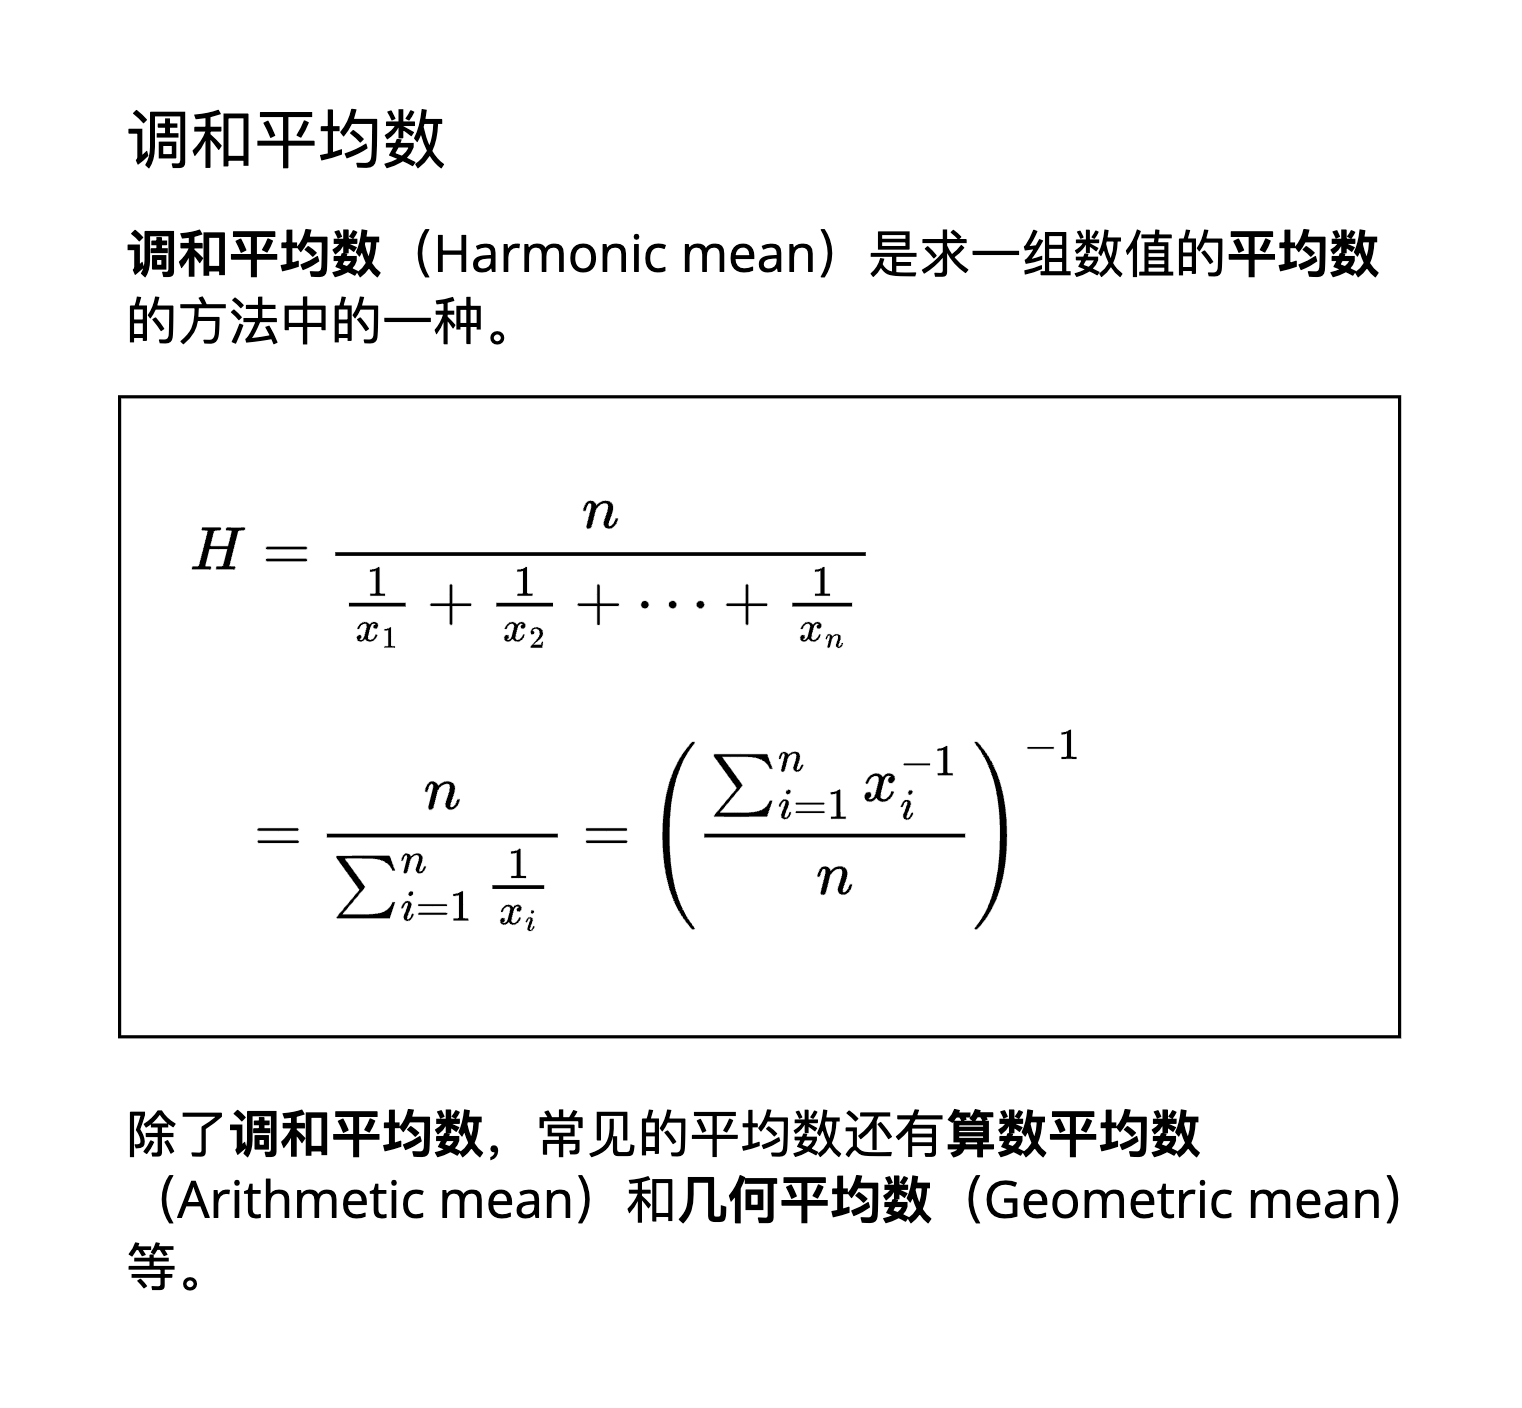 调和平均数
调和平均数（Harmonic mean）是求一组数值的平均数
的方法中的一种。
H = \frac{n}{\frac{1}{x_1} + \frac{1}{x_2} + \cdots + \frac{1}{x_n}}
= \frac{n}{\sum_{i=1}^{n} \frac{1}{x_i}} = \left( \frac{\sum_{i=1}^{n} x_i^{-1}}{n} \right)^{-1}
除了调和平均数，常见的平均数还有算数平均数
（Arithmetic mean）和几何平均数（Geometric mean）
等。